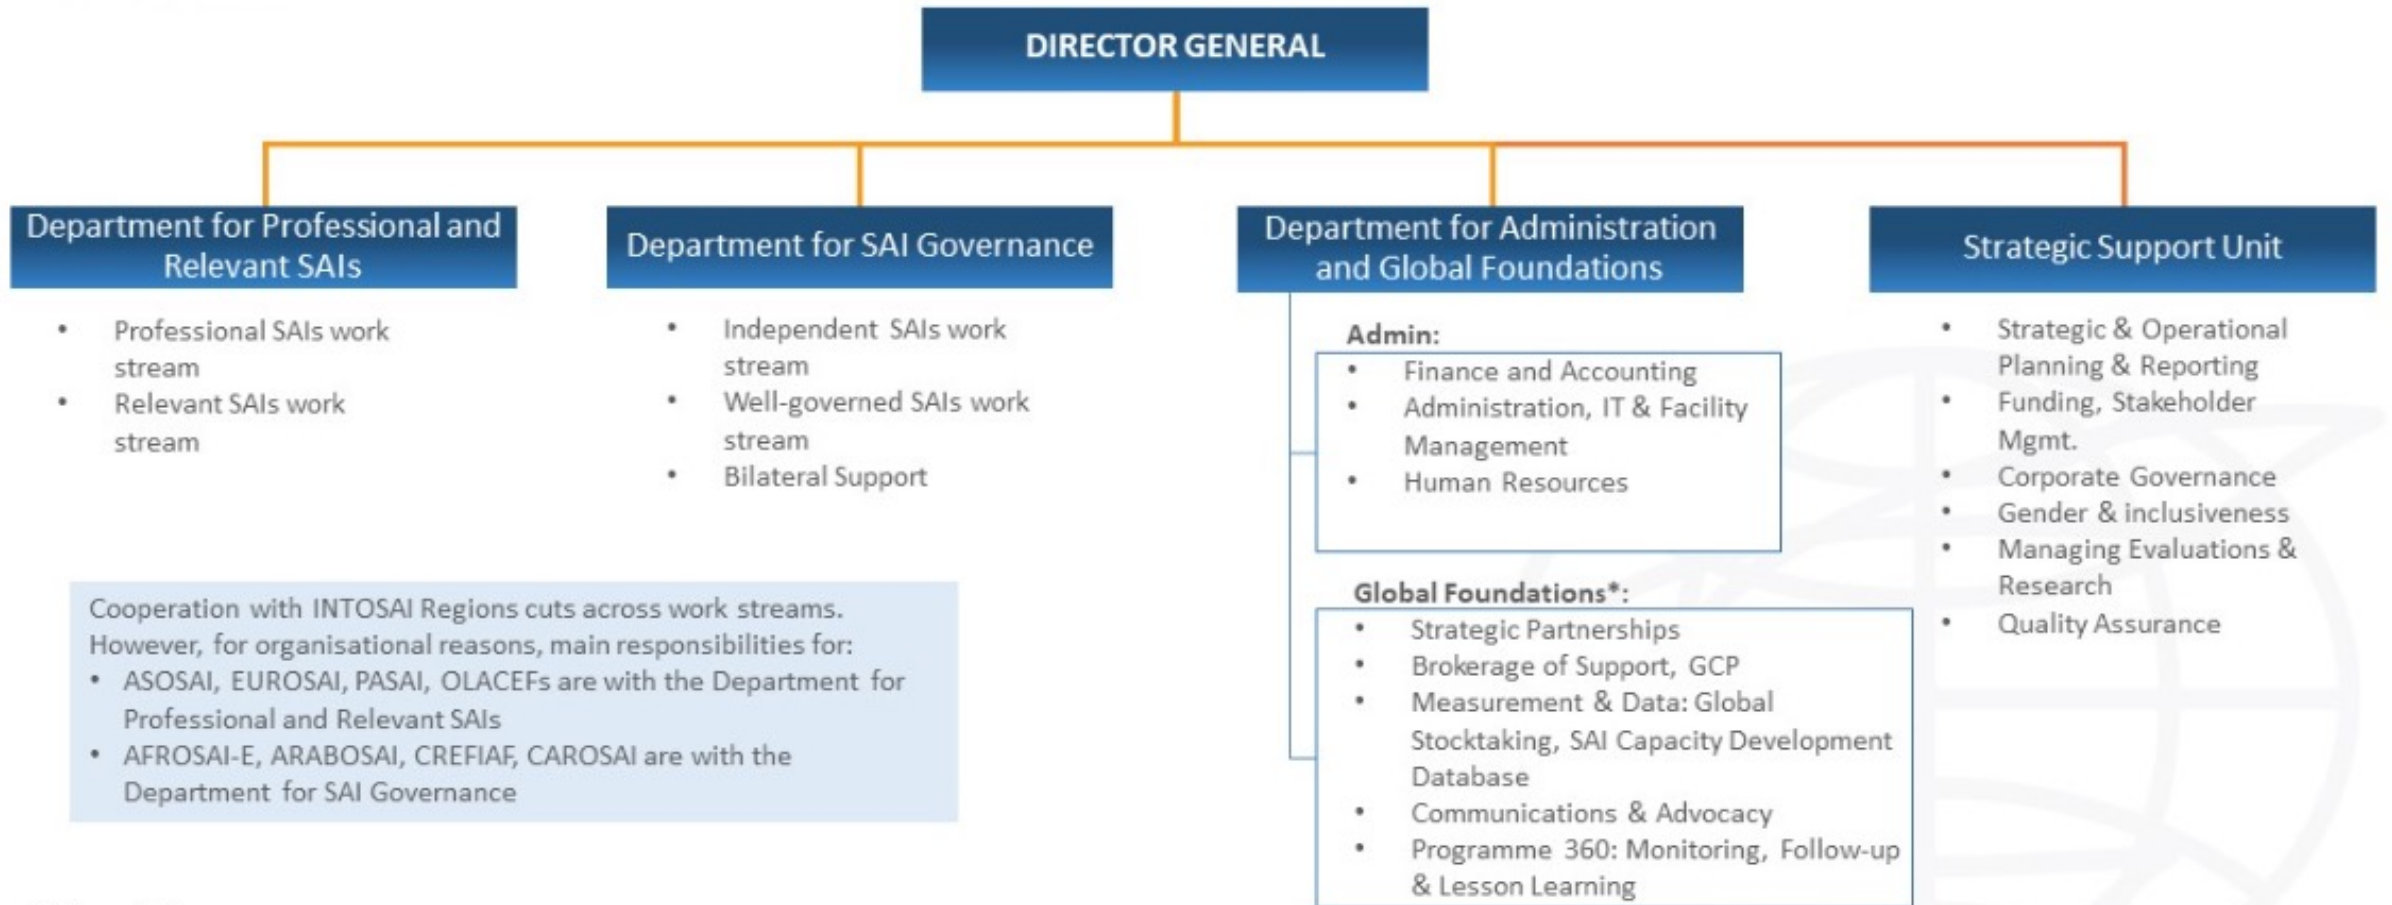 DIRECTOR GENERAL
Department for Professional and
Relevant SAIs
• Professional SAIs work
stream
• Relevant SAIs work
stream
Department for SAI Governance
• Independent SAIs work
stream
• Well-governed SAIs work
stream
• Bilateral Support
Department for Administration
and Global Foundations
Admin:
• Finance and Accounting
• Administration, IT & Facility
Management
• Human Resources
Global Foundations*:
• Strategic Partnerships
• Brokerage of Support, GCP
• Measurement & Data: Global
Stocktaking, SAI Capacity Development
Database
• Communications & Advocacy
• Programme 360: Monitoring, Follow-up
& Lesson Learning
Strategic Support Unit
• Strategic & Operational
Planning & Reporting
• Funding, Stakeholder
Mgmt.
• Corporate Governance
• Gender & inclusiveness
• Managing Evaluations &
Research
• Quality Assurance
Cooperation with INTOSAI Regions cuts across work streams.
However, for organisational reasons, main responsibilities for:
• ASOSAI, EUROSAI, PASAI, OLACEFs are with the Department for
Professional and Relevant SAIs
• AFROSAI-E, ARABOSAI, CREFIAF, CAROSAI are with the
Department for SAI Governance